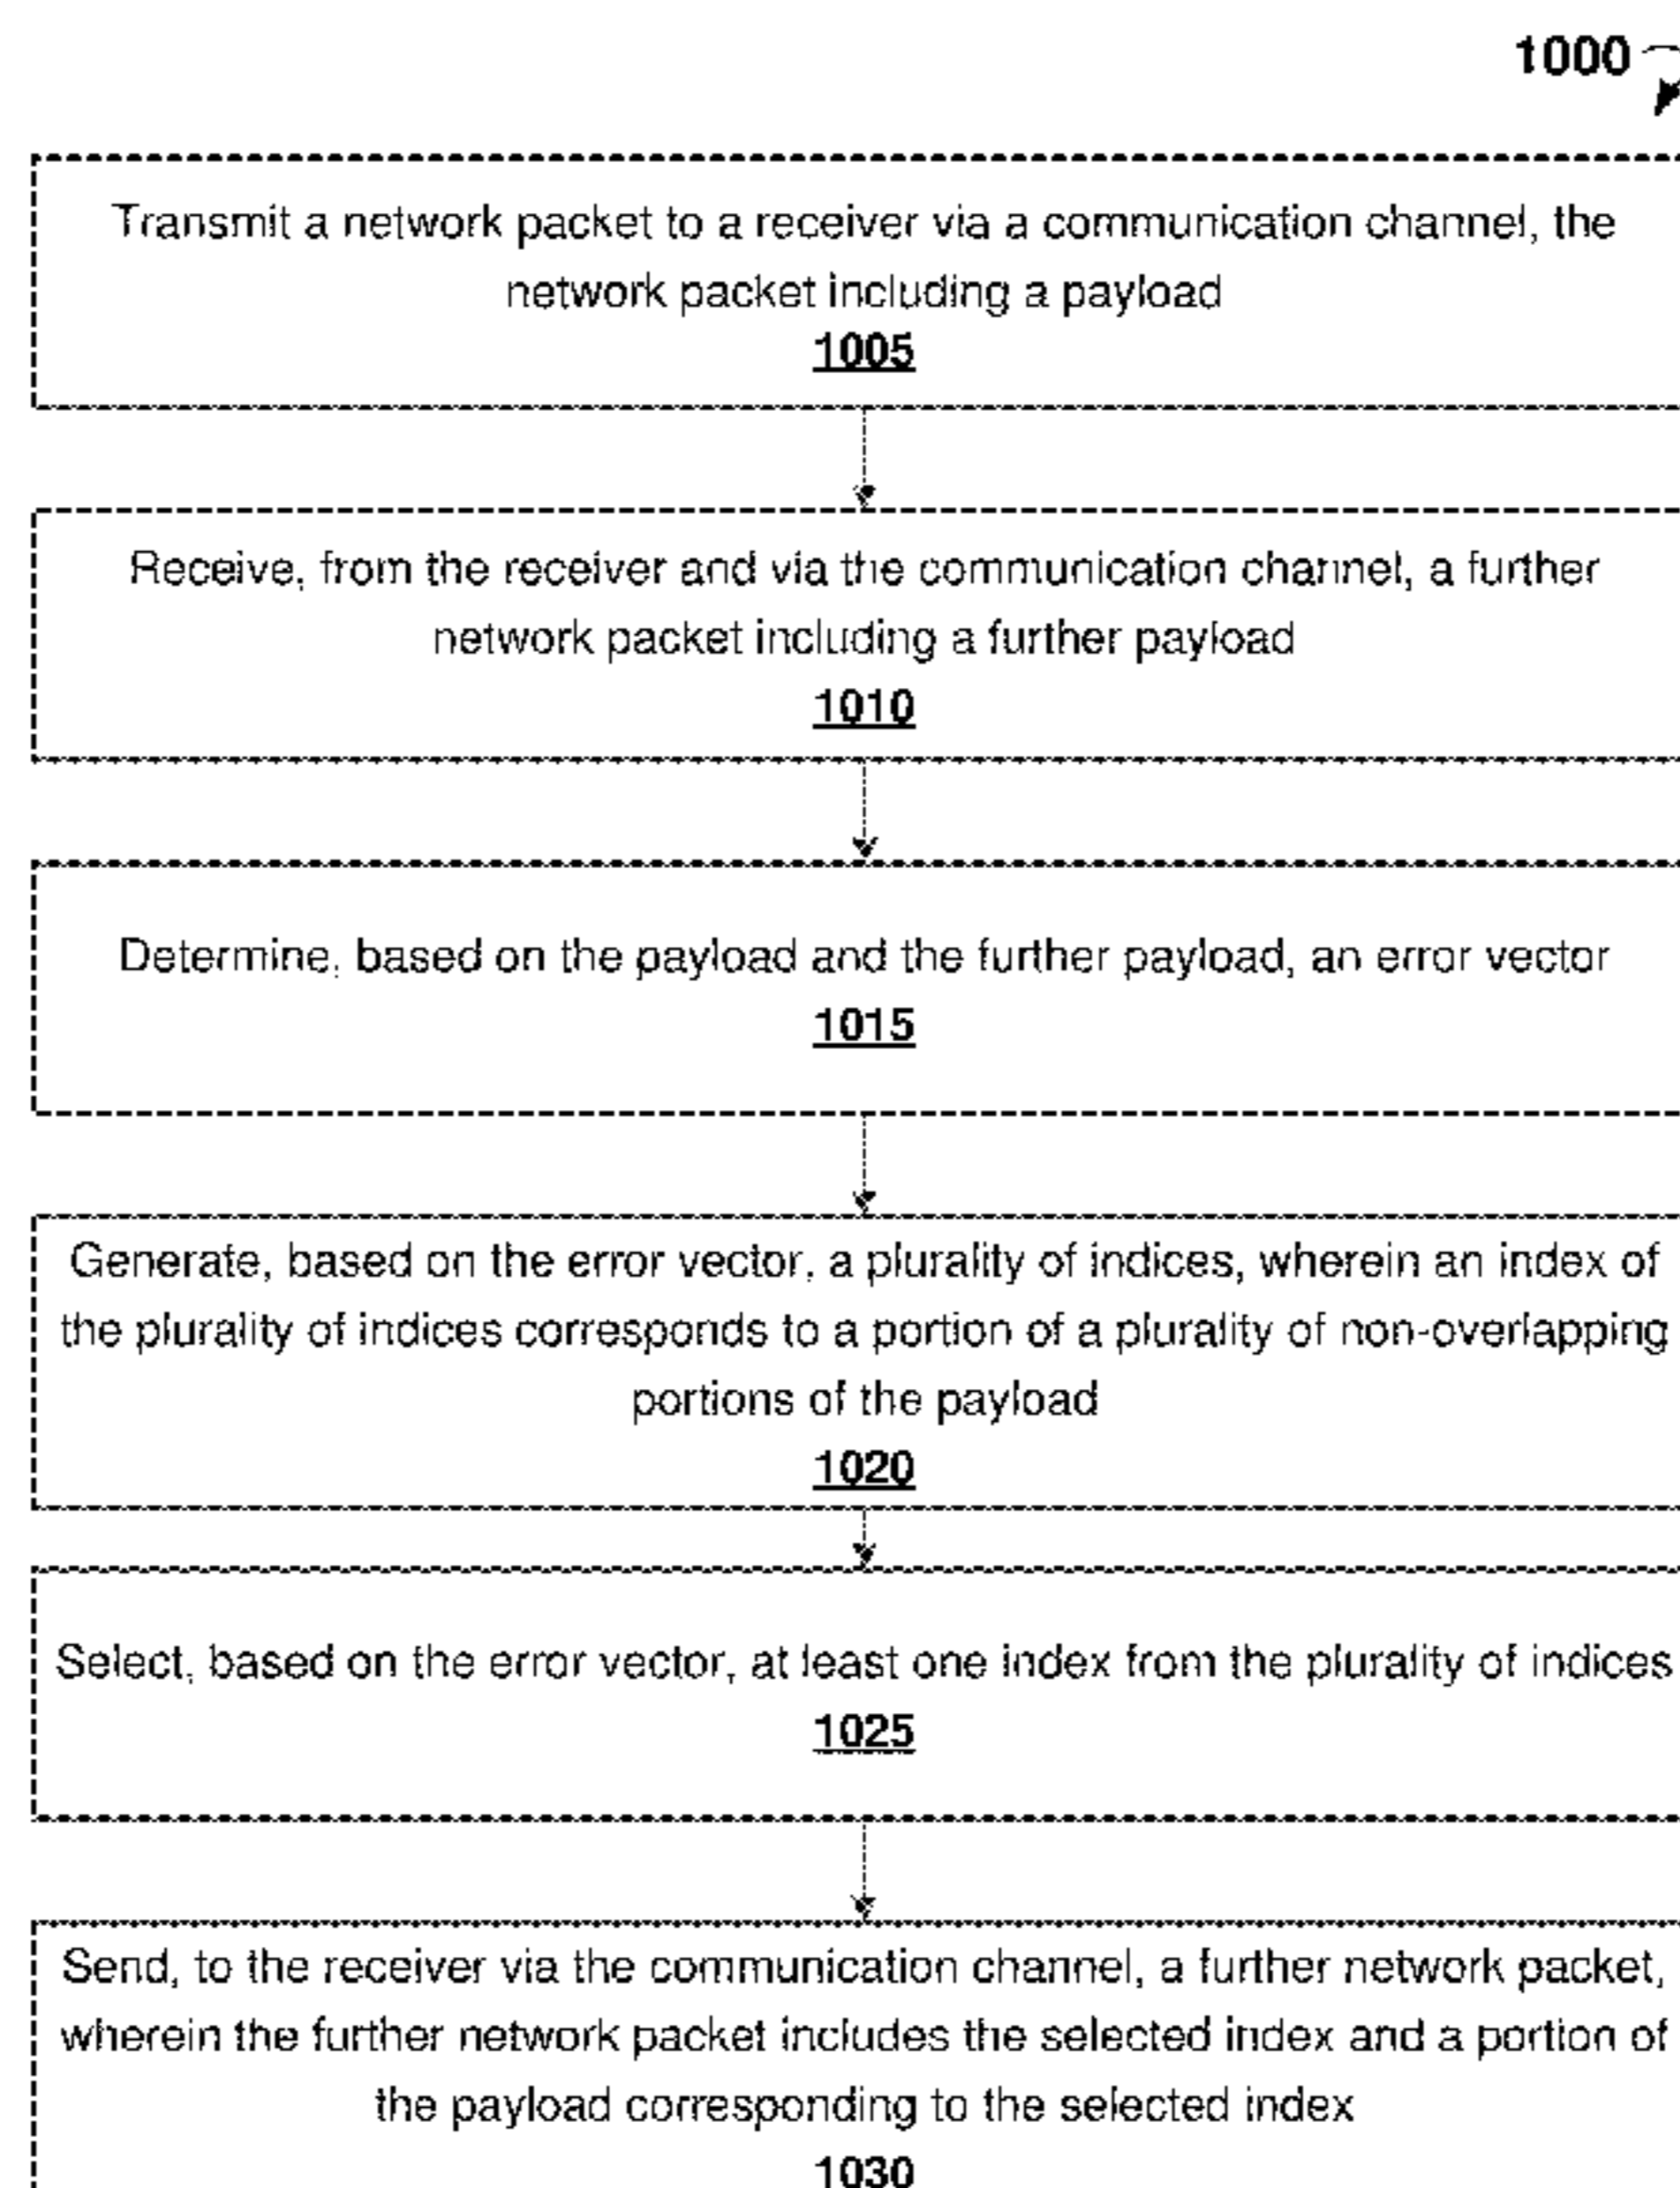 1000
Transmit a network packet to a receiver via a communication channel, the
network packet including a payload
1005
Receive, from the receiver and via the communication channel, a further
network packet including a further payload
1010
Determine, based on the payload and the further payload, an error vector
1015
Generate, based on the error vector, a plurality of indices, wherein an index of
the plurality of indices corresponds to a portion of a plurality of non-overlapping
portions of the payload
1020
Select, based on the error vector, at least one index from the plurality of indices
1025
Send, to the receiver via the communication channel, a further network packet,
wherein the further network packet includes the selected index and a portion of
the payload corresponding to the selected index
1030